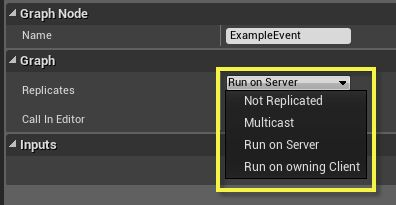 Graph Node
Name ExampleEvent
Graph
Replicates Run on Server
Not Replicated
Call In Editor Multicast
Inputs Run on Server
Run on owning Client